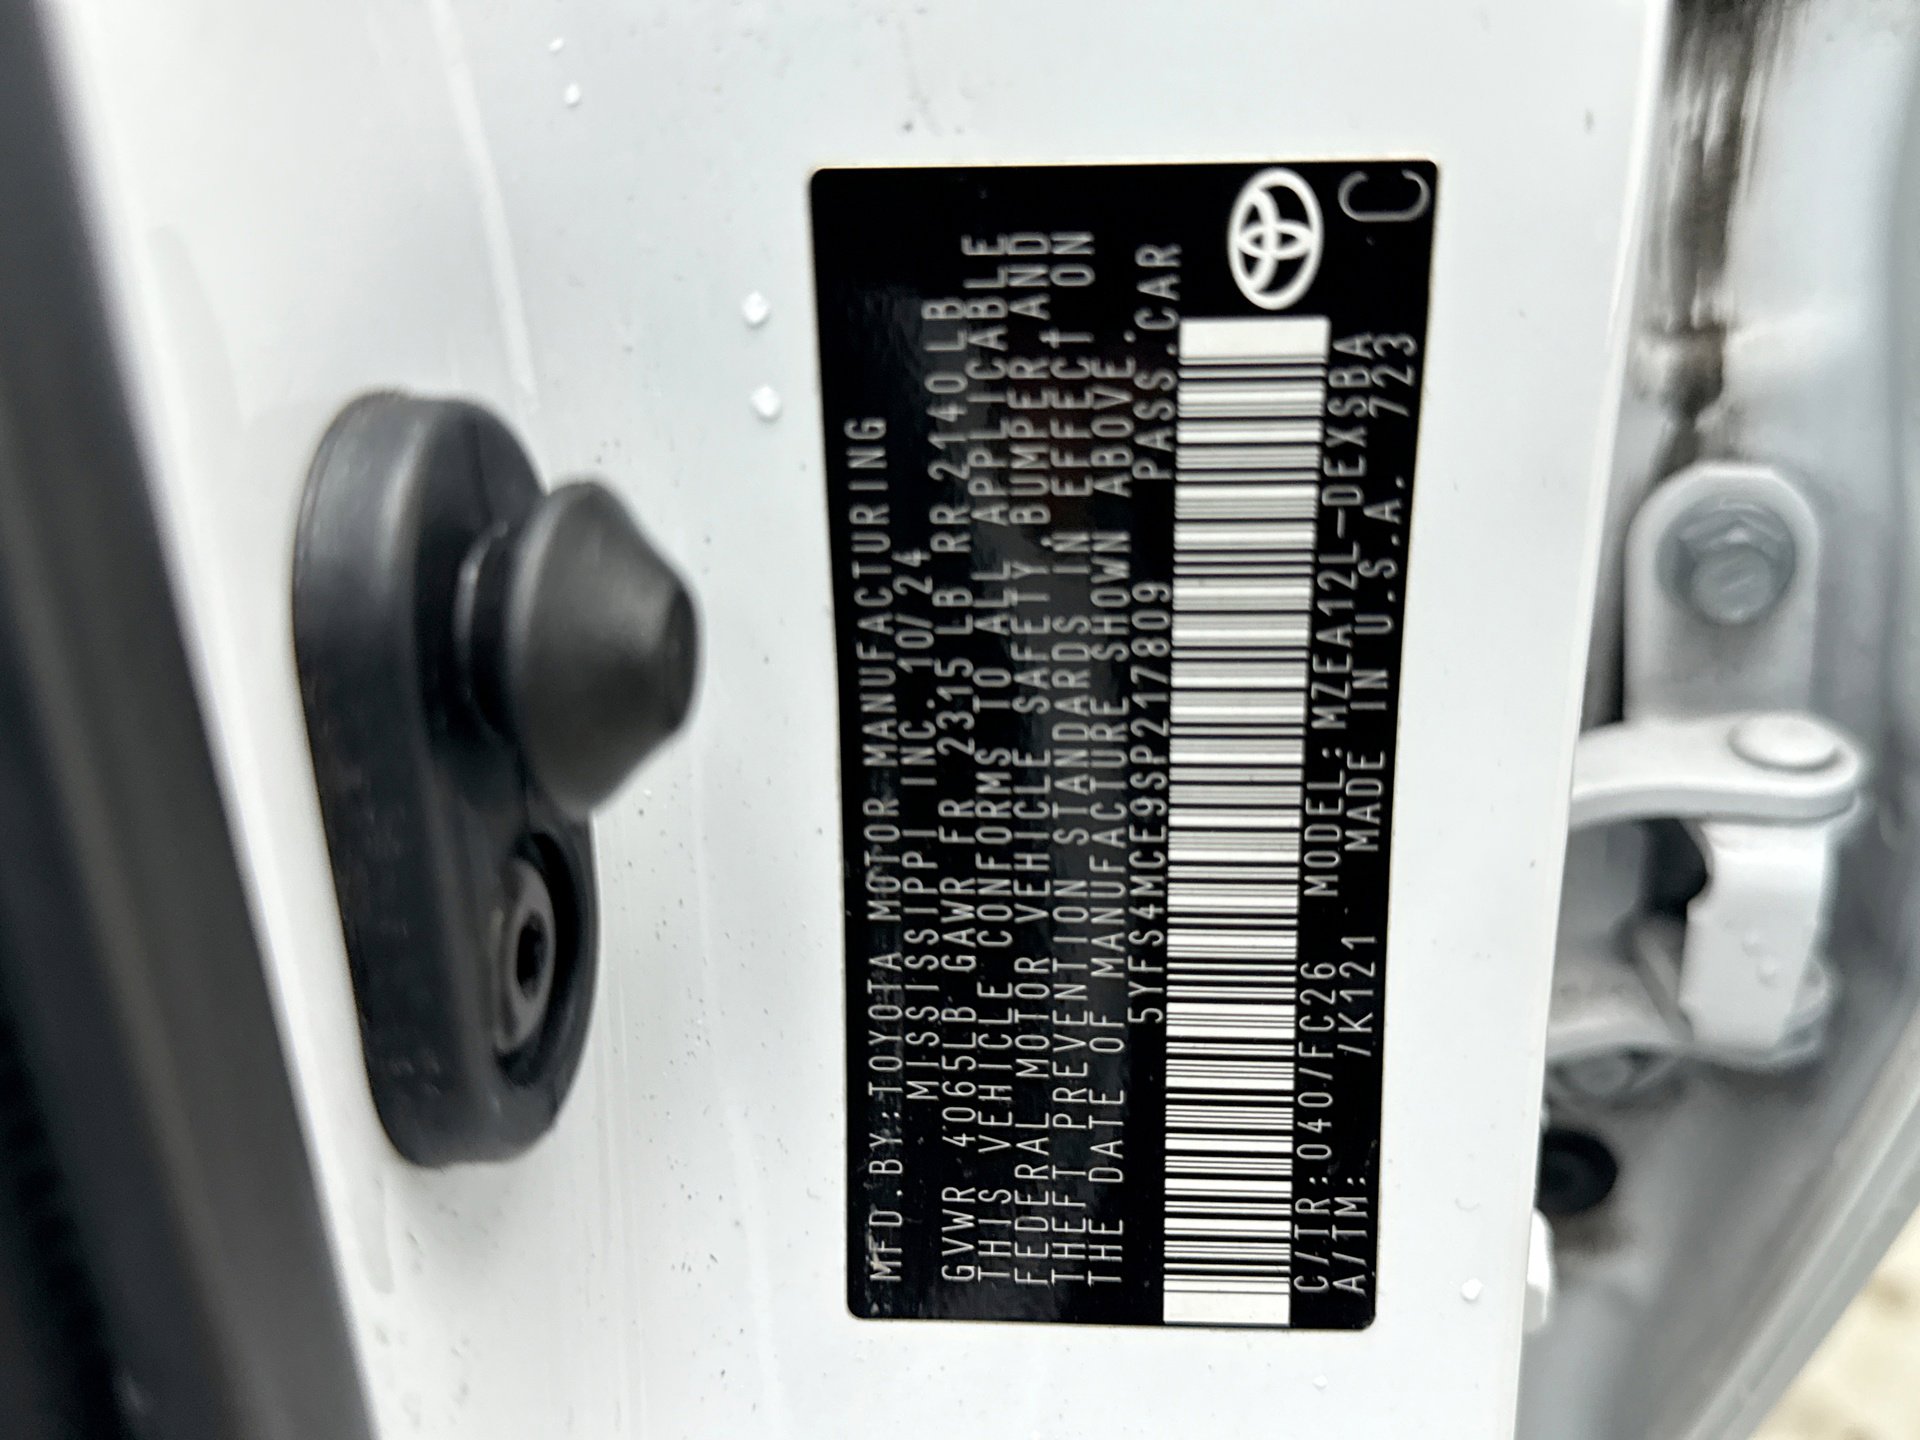 MFD.BY:TOYOTA MOTOR MANUFACTURING
MISSISSIPPI INC. 10/24
GVWR 4065LB GAWR FR 2315 LB RR 2140 LB
THIS VEHICLE CONFORMS TO ALL APPLICABLE
FEDERAL MOTOR VEHICLE SAFETY, BUMPER, AND
THEFT PREVENTION STANDARDS IN EFFECT ON
THE DATE OF MANUFACTURE SHOWN ABOVE.
5YFS4MCE9SP217809 PASS.CAR
C/TR:040/FC26 MODEL:MZEA12L-DEXSBA
A/TM: /K121 MADE IN U.S.A. 723
C